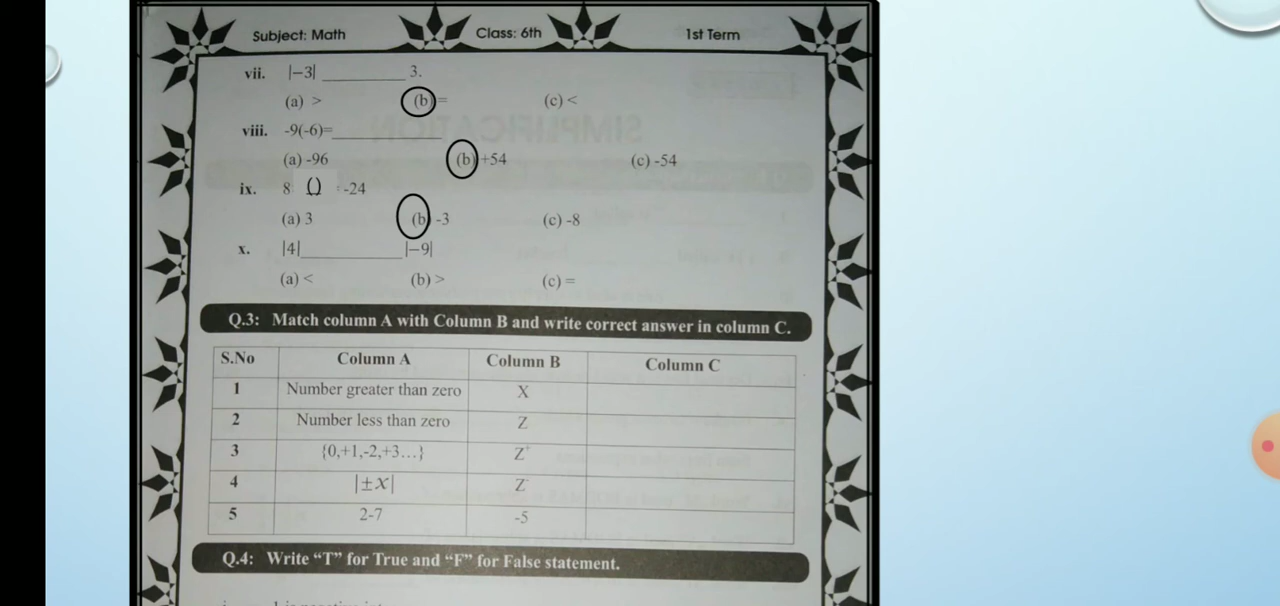 Subject: Math Class: 6th 1st Term
vii. |−3| __________ 3.
(a) > (b) = (c) <
viii. -9(-6)=_____________
(a) -96 (b) +54 (c) -54
ix. 8 () = -24
(a) 3 (b) -3 (c) -8
x. |4|____________|−9|
(a) < (b) > (c) =
Q.3: Match column A with Column B and write correct answer in column C.
S.No Column A Column B Column C
1 Number greater than zero X
2 Number less than zero Z
3 {0,+1,-2,+3...} Z⁺
4 |±X| Z⁻
5 2-7 -5
Q.4: Write “T” for True and “F” for False statement.